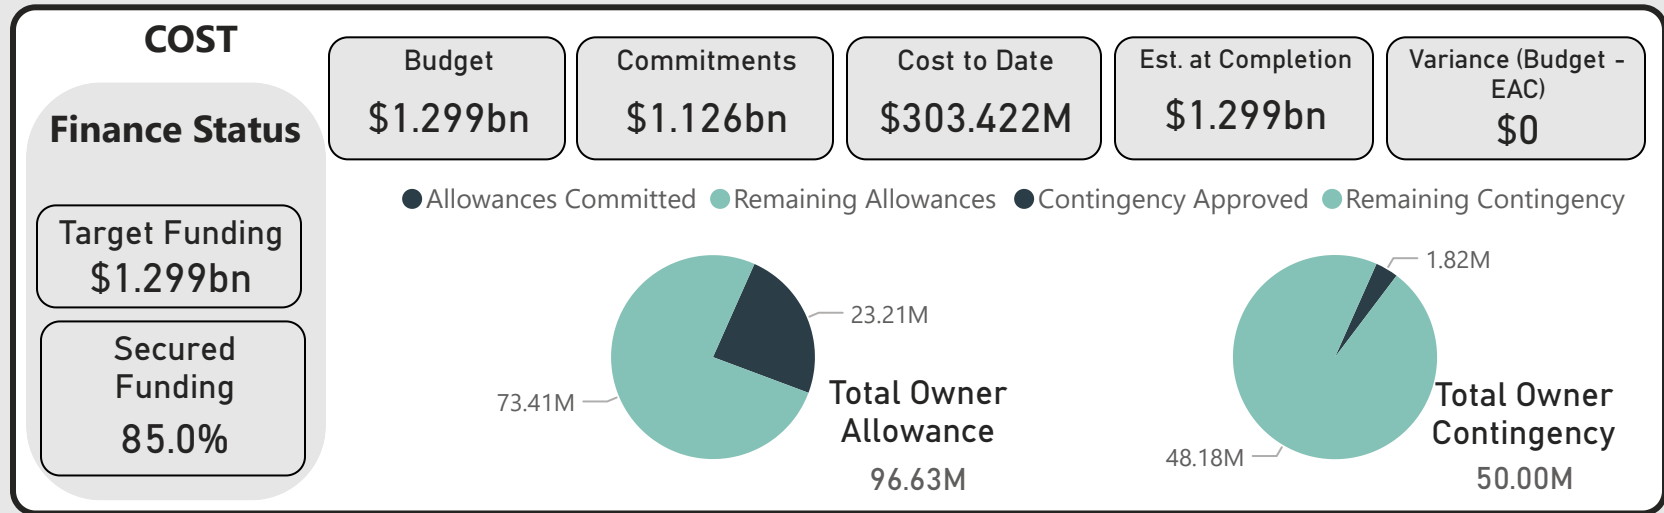 COST
Finance Status
Target Funding
$1.299bn
Secured
Funding
85.0%
Budget
$1.299bn
Commitments
$1.126bn
Cost to Date
$303.422M
Est. at Completion
$1.299bn
Variance (Budget -
EAC)
$0
Allowances Committed
Remaining Allowances
Contingency Approved
Remaining Contingency
23.21M
73.41M
Total Owner
Allowance
96.63M
1.82M
48.18M
Total Owner
Contingency
50.00M